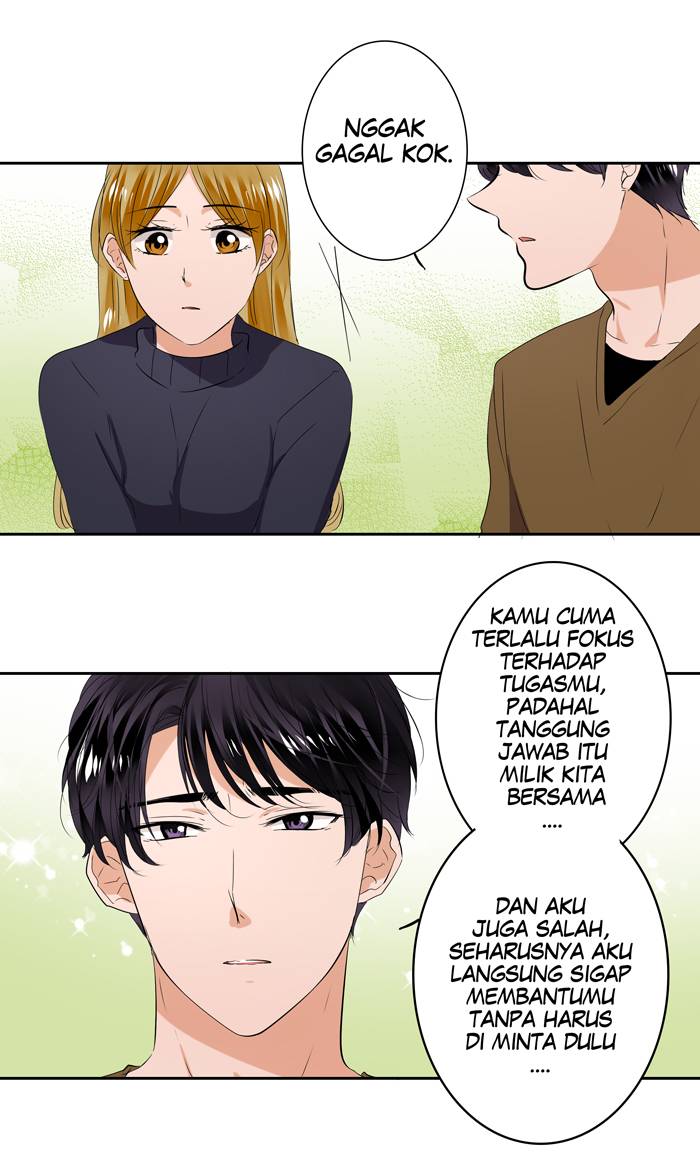 NGGAK
GAGAL KOK.
KAMU CUMA
TERLALU FOKUS
TERHADAP
TUGASMU,
PADAHAL
TANGGUNG
JAWAB ITU
MILIK KITA
BERSAMA
....
DAN AKU
JUGA SALAH,
SEHARUSNYA AKU
LANGSUNG SIGAP
MEMBANTUMU
TANPA HARUS
DI MINTA DULU
....